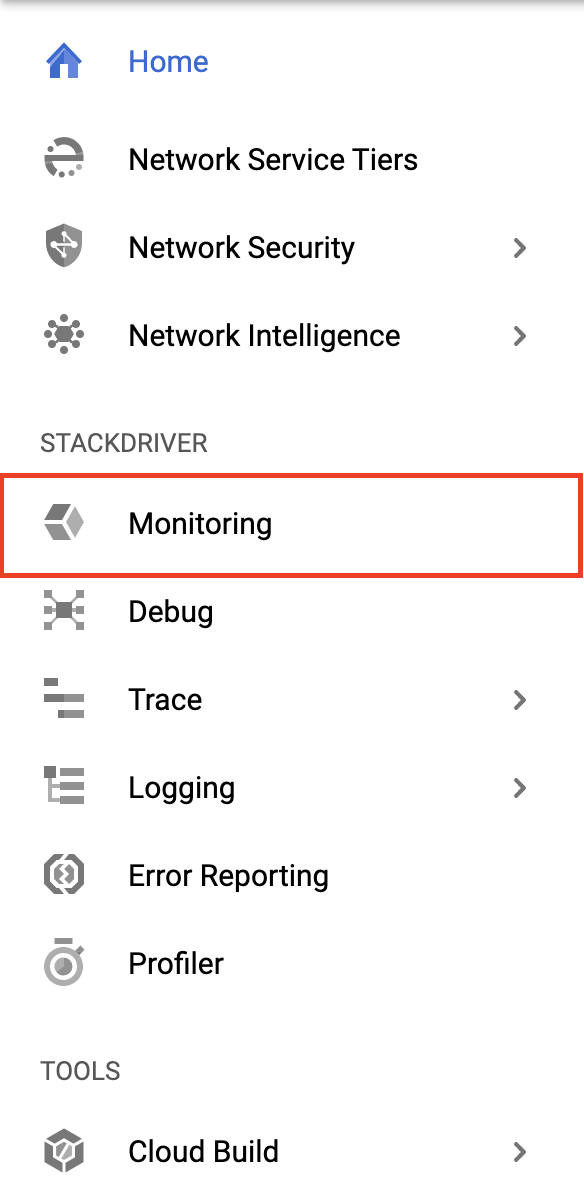 Home
Network Service Tiers
Network Security
Network Intelligence
STACKDRIVER
Monitoring
Debug
Trace
Logging
Error Reporting
Profiler
TOOLS
Cloud Build